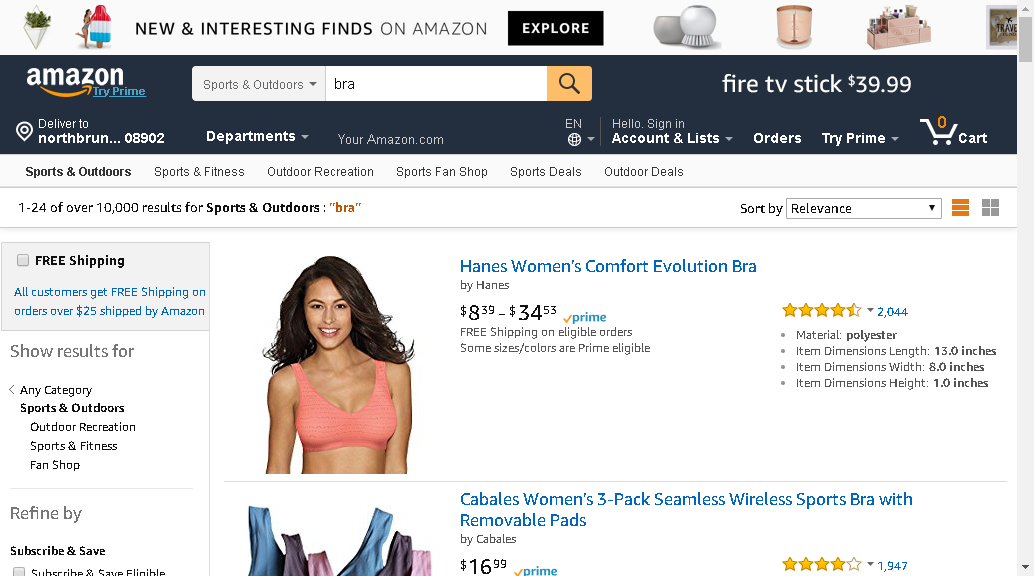 NEW & INTERESTING FINDS ON AMAZON
EXPLORE
TRAVE
amazon
Try Prime
Sports & Outdoors
bra
fire tv stick $39.99
Deliver to
northbrun... 08902
Departments
Your Amazon.com
EN
Hello. Sign in
Account & Lists
Orders
Try Prime
0
Cart
Sports & Outdoors
Sports & Fitness
Outdoor Recreation
Sports Fan Shop
Sports Deals
Outdoor Deals
1-24 of over 10,000 results for Sports & Outdoors : "bra"
Sort by
Relevance
FREE Shipping
All customers get FREE Shipping on
orders over $25 shipped by Amazon
Show results for
Any Category
Sports & Outdoors
Outdoor Recreation
Sports & Fitness
Fan Shop
Refine by
Subscribe & Save
Subscribe & Save Eligible
Hanes Women's Comfort Evolution Bra
by Hanes
$8.39 - $34.53 prime
FREE Shipping on eligible orders
Some sizes/colors are Prime eligible
2,044
Material: polyester
Item Dimensions Length: 13.0 inches
Item Dimensions Width: 8.0 inches
Item Dimensions Height: 1.0 inches
Cabales Women's 3-Pack Seamless Wireless Sports Bra with
Removable Pads
by Cabales
$16.99 prime
1,947